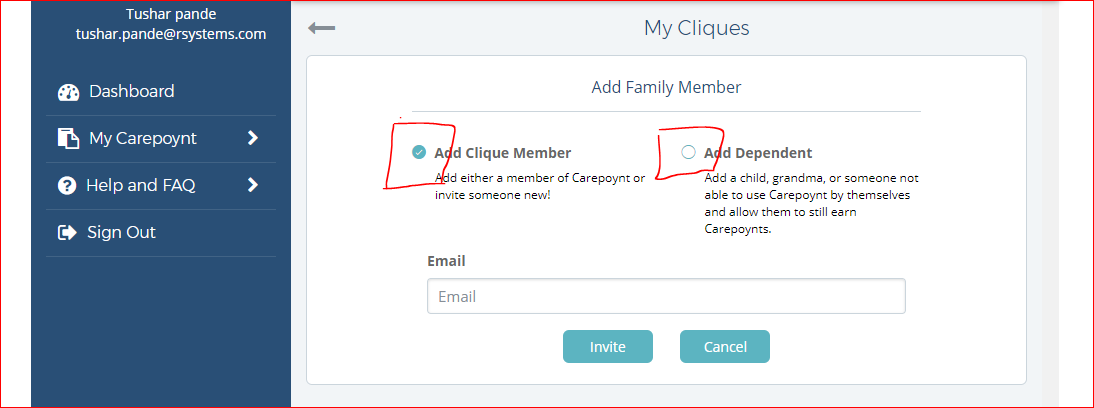 Tushar pande
tushar.pande@rsystems.com
Dashboard
My Carepoynt
Help and FAQ
Sign Out
My Cliques
Add Family Member
Add Clique Member
Add either a member of Carepoynt or
invite someone new!
Add Dependent
Add a child, grandma, or someone not
able to use Carepoynt by themselves
and allow them to still earn
Carepoynts.
Email
Email
Invite
Cancel